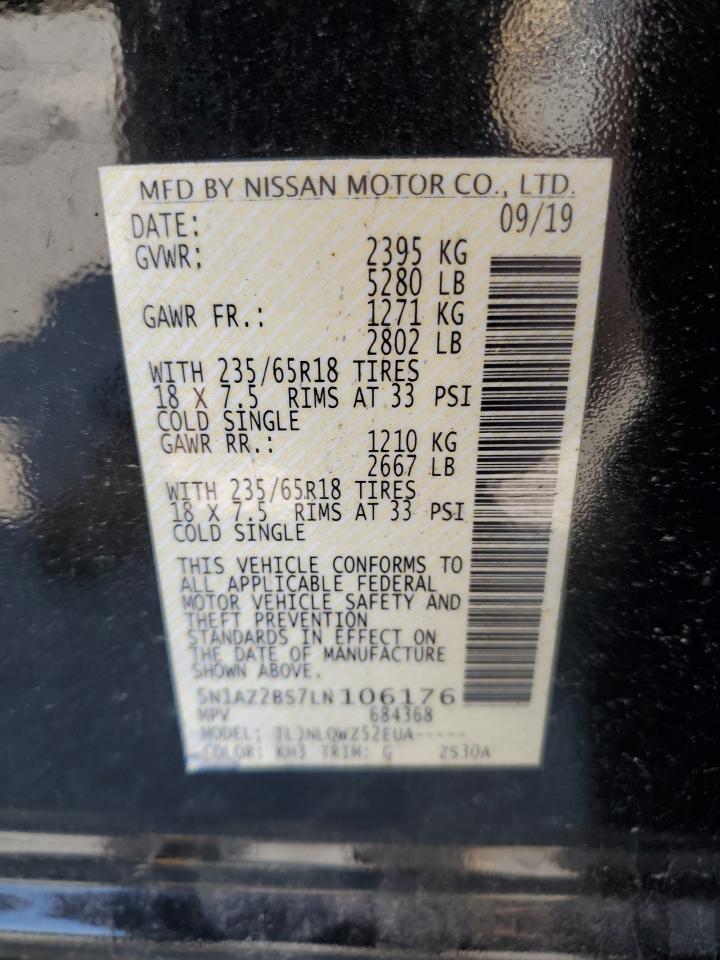 MFD BY NISSAN MOTOR CO., LTD.
DATE: 09/19
GVWR: 2395 KG
5280 LB
GAWR FR.: 1271 KG
2802 LB
WITH 235/65R18 TIRES
18 X 7.5 RIMS AT 33 PSI
COLD SINGLE
GAWR RR.: 1210 KG
2667 LB
WITH 235/65R18 TIRES
18 X 7.5 RIMS AT 33 PSI
COLD SINGLE
THIS VEHICLE CONFORMS TO
ALL APPLICABLE FEDERAL
MOTOR VEHICLE SAFETY AND
THEFT PREVENTION
STANDARDS IN EFFECT ON
THE DATE OF MANUFACTURE
SHOWN ABOVE.
5N1AZ2BS7LN106176
MPV 684368
MODEL: TLJNLQWZ52EUA-----
COLOR: KH3 TRIM: G ZS30A